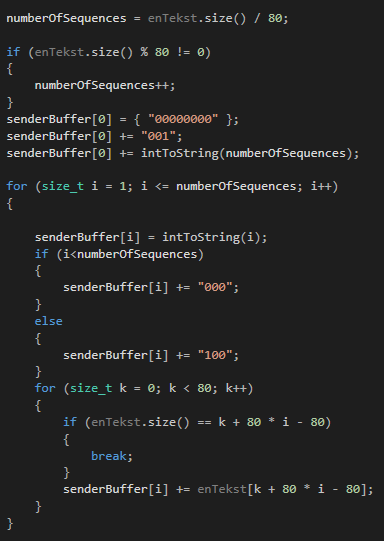 numberOfSequences = enTekst.size() / 80;

if (enTekst.size() % 80 != 0)
{
    numberOfSequences++;
}
senderBuffer[0] = { "00000000" };
senderBuffer[0] += "001";
senderBuffer[0] += intToString(numberOfSequences);

for (size_t i = 1; i <= numberOfSequences; i++)
{

    senderBuffer[i] = intToString(i);
    if (i<numberOfSequences)
    {
        senderBuffer[i] += "000";
    }
    else
    {
        senderBuffer[i] += "100";
    }
    for (size_t k = 0; k < 80; k++)
    {
        if (enTekst.size() == k + 80 * i - 80)
        {
            break;
        }
        senderBuffer[i] += enTekst[k + 80 * i - 80];
    }
}